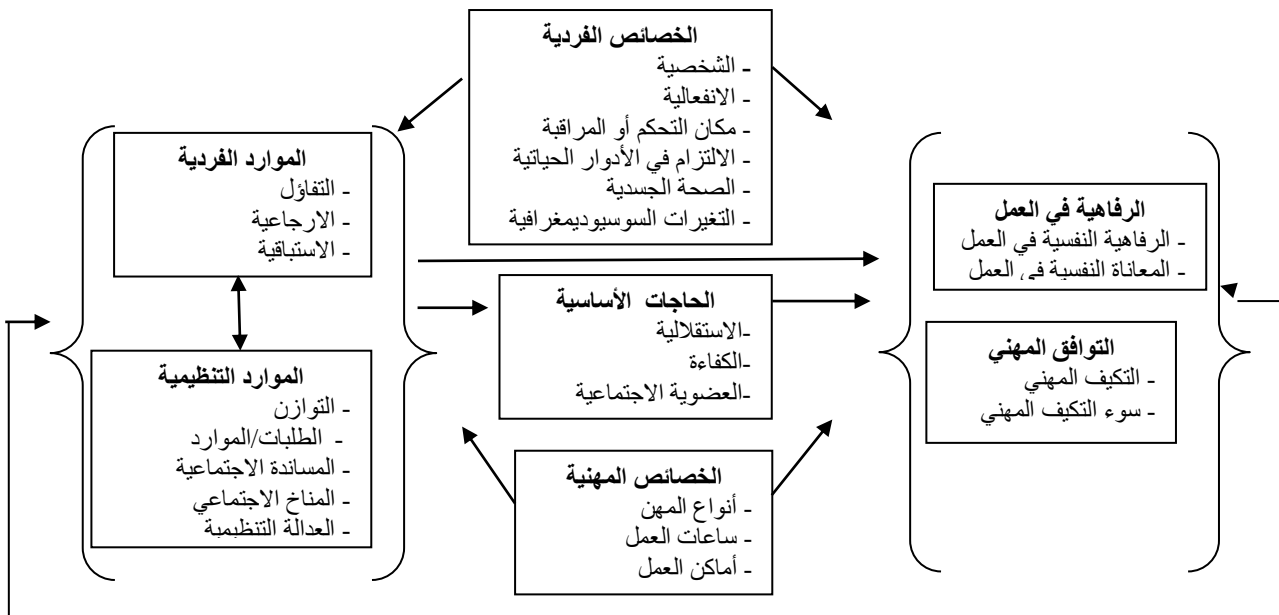 الخصائص الفردية
- الشخصية
- الانفعالية
- مكان التحكم أو المراقبة
- الالتزام في الأدوار الحياتية
- الصحة الجسدية
- التغيرات السوسيوديمغرافية
الموارد الفردية
- التفاؤل
- الارجاعية
- الاستباقية
الرفاهية في العمل
- الرفاهية النفسية في العمل
- المعاناة النفسية في العمل
الحاجات الأساسية
-الاستقلالية
-الكفاءة
-العضوية الاجتماعية
التوافق المهني
- التكيف المهني
- سوء التكيف المهني
الموارد التنظيمية
- التوازن
- الطلبات/الموارد
- المساندة الاجتماعية
- المناخ الاجتماعي
- العدالة التنظيمية
الخصائص المهنية
- أنواع المهن
- ساعات العمل
- أماكن العمل